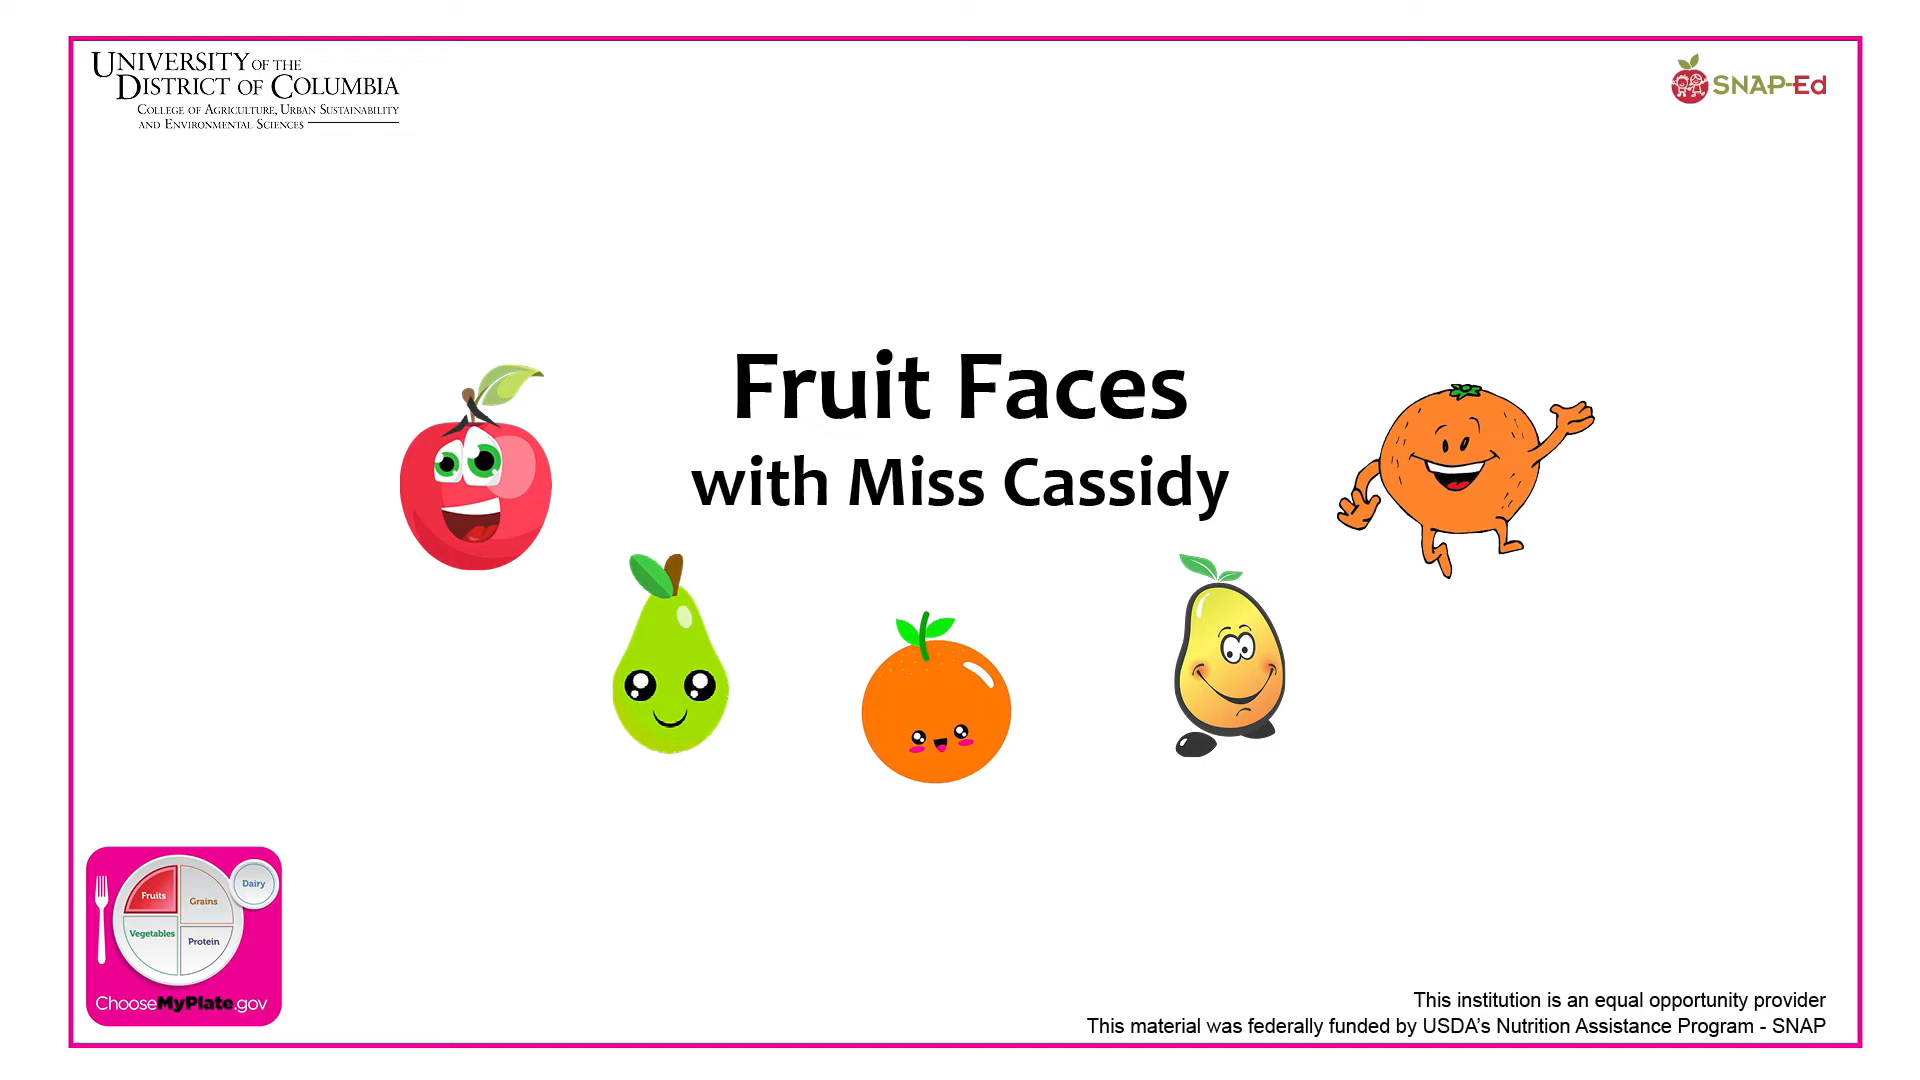 UNIVERSITY OF THE
DISTRICT OF COLUMBIA
COLLEGE OF AGRICULTURE, URBAN SUSTAINABILITY
AND ENVIRONMENTAL SCIENCES
SNAP-Ed
Fruit Faces
with Miss Cassidy
Dairy
Fruits
Grains
Vegetables
Protein
ChooseMyPlate.gov
This institution is an equal opportunity provider
This material was federally funded by USDA’s Nutrition Assistance Program - SNAP